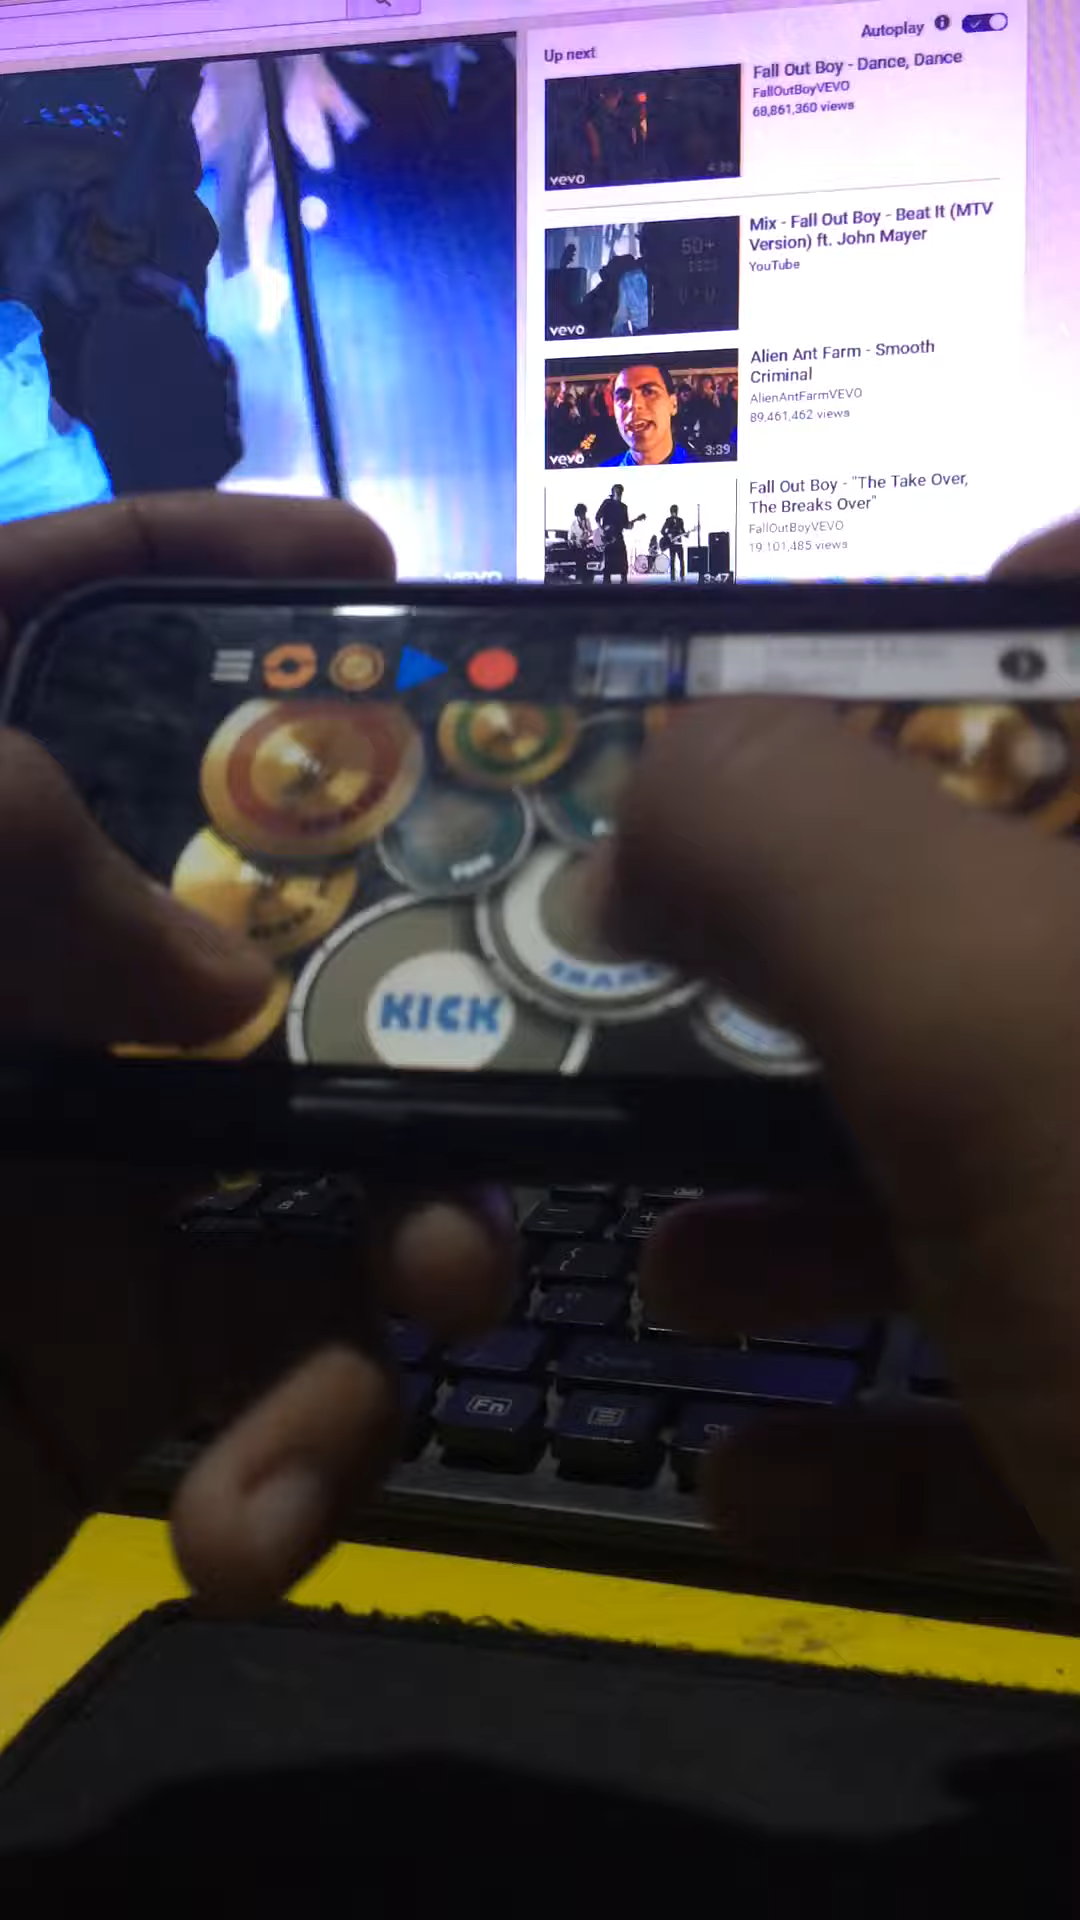 Autoplay
Up next
Fall Out Boy - Dance, Dance
FallOutBoyVEVO
68,861,360 views
vevo
Mix - Fall Out Boy - Beat It (MTV
Version) ft. John Mayer
YouTube
50+
vevo
Alien Ant Farm - Smooth
Criminal
AlienAntFarmVEVO
89,461,462 views
vevo
3:39
Fall Out Boy - "The Take Over,
The Breaks Over"
FallOutBoyVEVO
19,101,485 views
3:47
vevo
KICK
SNARE
Fn